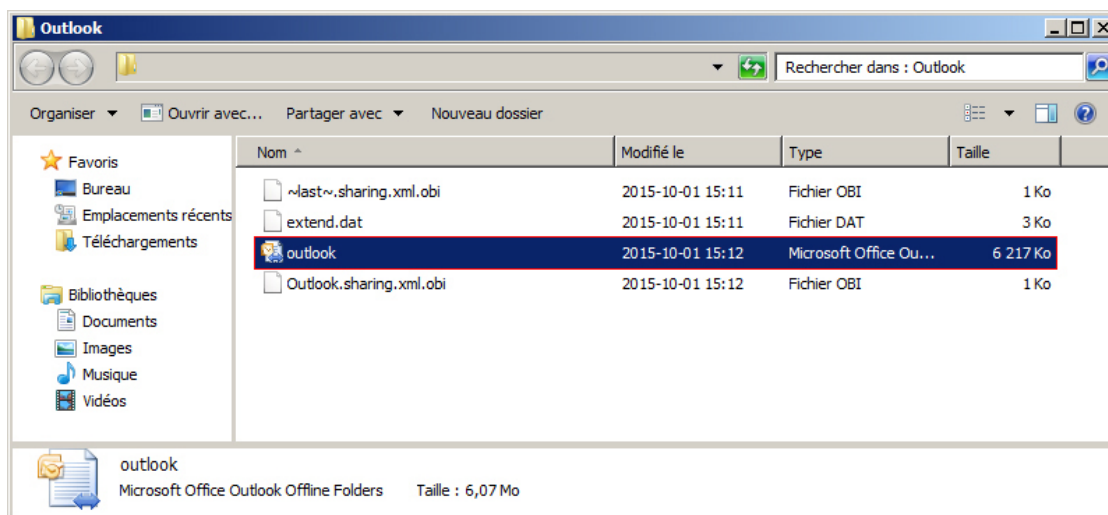 Outlook
Rechercher dans : Outlook
Organiser Ouvrir avec... Partager avec Nouveau dossier
Favoris
Bureau
Emplacements récents
Téléchargements
Bibliothèques
Documents
Images
Musique
Vidéos
Nom Modifié le Type Taille
~last~.sharing.xml.obi 2015-10-01 15:11 Fichier OBI 1 Ko
extend.dat 2015-10-01 15:11 Fichier DAT 3 Ko
outlook 2015-10-01 15:12 Microsoft Office Ou... 6 217 Ko
Outlook.sharing.xml.obi 2015-10-01 15:12 Fichier OBI 1 Ko
outlook
Microsoft Office Outlook Offline Folders Taille : 6,07 Mo